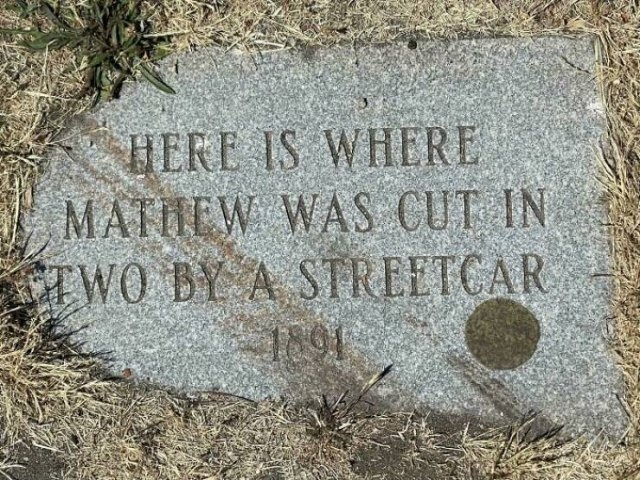 HERE IS WHERE
MATHEW WAS CUT IN
TWO BY A STREETCAR
1891